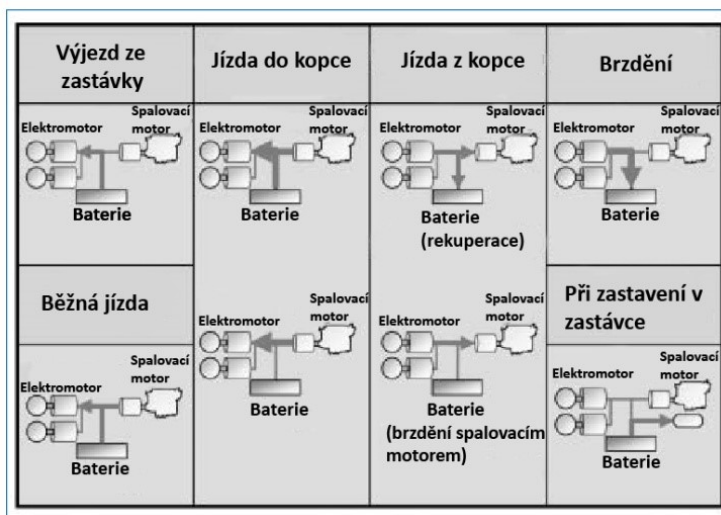 Výjezd ze
zastávky
Jízda do kopce
Jízda z kopce
Brzdění
Elektromotor
Spalovací
motor
Baterie
Elektromotor
Spalovací
motor
Baterie
Elektromotor
Spalovací
motor
Baterie
(rekuperace)
Elektromotor
Spalovací
motor
Baterie
Běžná jízda
Elektromotor
Spalovací
motor
Baterie
Elektromotor
Spalovací
motor
Baterie
Elektromotor
Spalovací
motor
Baterie
(brzdění spalovacím
motorem)
Při zastavení v
zastávce
Elektromotor
Spalovací
motor
Baterie